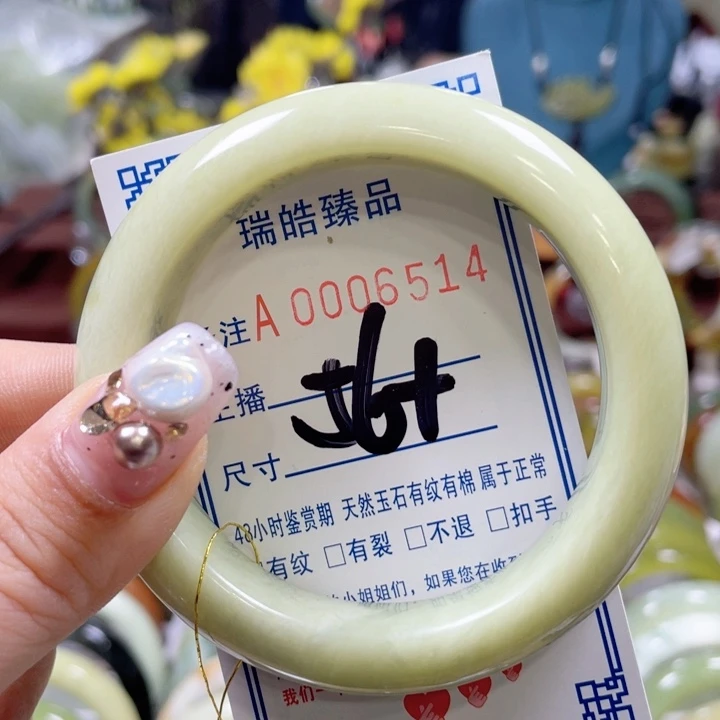 瑞皓臻品
注 A 0006514
播
尺寸
48小时鉴赏期 天然玉石有纹有棉 属于正常
有纹 □有裂 □不退 □扣手
小姐姐们，如果您在收到
我们一